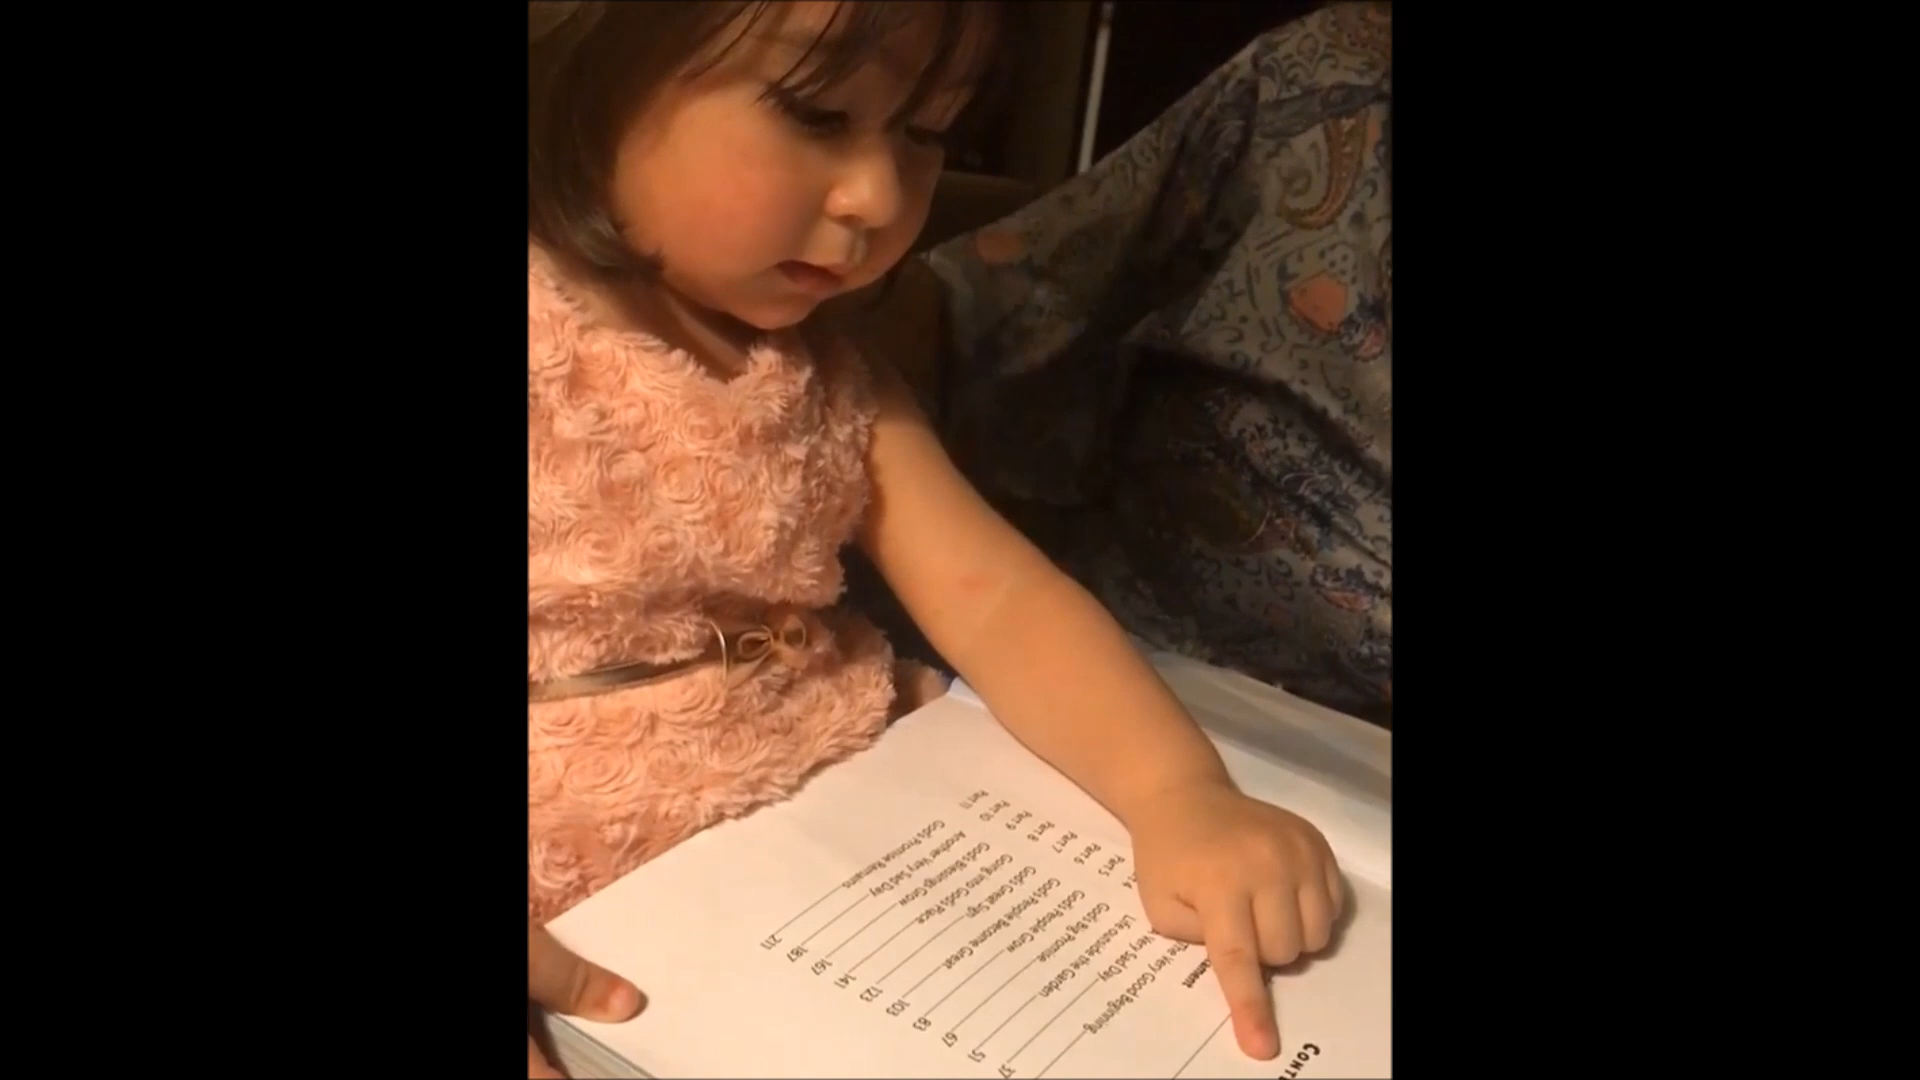 CONT
ament
The Very Good Beginning
Very Sad Day 37
Life outside the Garden 51
4 God's Big Promise 67
Part 5 God's People Grow 83
Part 6 God's People Become Great 103
Part 7 God's Great Sign 123
Part 8 Going into God's Place 141
Part 9 God's Blessings Grow 167
Part 10 Another Very Sad Day 187
Part 11 God's Promise Remains 211